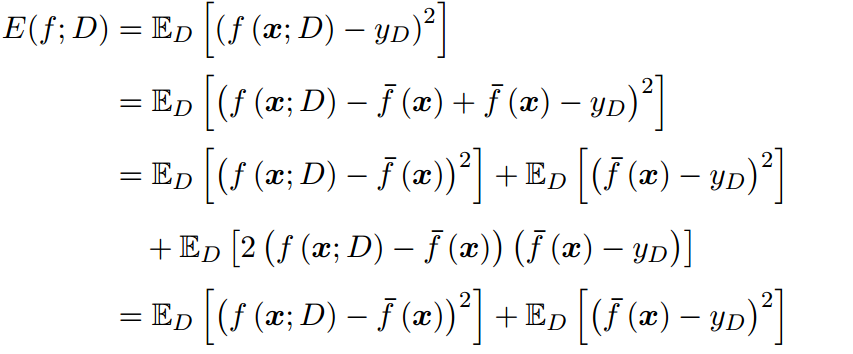 E(f; D) = 𝔼_D [(f(𝒙; D) − y_D)²]
= 𝔼_D [(f(𝒙; D) − f̄(𝒙) + f̄(𝒙) − y_D)²]
= 𝔼_D [(f(𝒙; D) − f̄(𝒙))²] + 𝔼_D [(f̄(𝒙) − y_D)²]
+ 𝔼_D [2(f(𝒙; D) − f̄(𝒙))(f̄(𝒙) − y_D)]
= 𝔼_D [(f(𝒙; D) − f̄(𝒙))²] + 𝔼_D [(f̄(𝒙) − y_D)²]